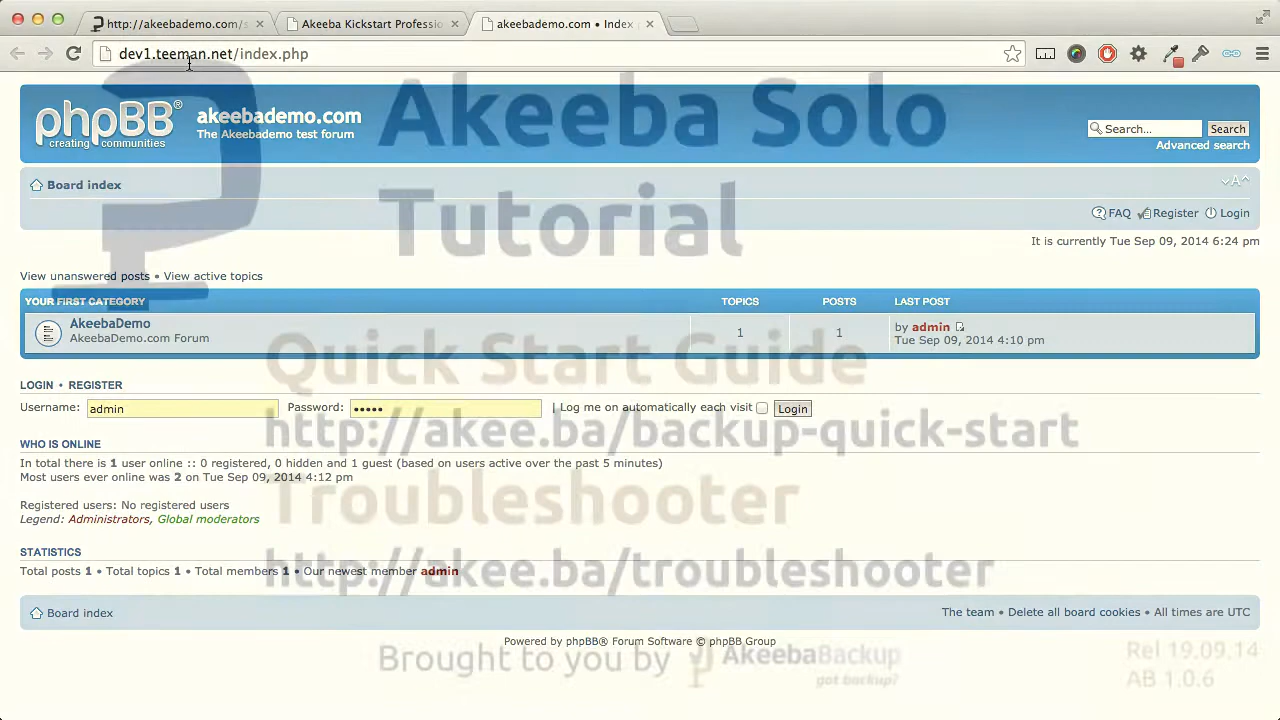 http://akeebademo.com/s
Akeeba Kickstart Professio
akeebademo.com • Index
dev1.teeman.net/index.php
phpBB®
creating communities
akeebademo.com
The Akeebademo test forum
Akeeba Solo
Search...
Search
Advanced search
Board index
A
Tutorial
FAQ
Register
Login
It is currently Tue Sep 09, 2014 6:24 pm
View unanswered posts • View active topics
YOUR FIRST CATEGORY
TOPICS
POSTS
LAST POST
AkeebaDemo
AkeebaDemo.com Forum
1
1
by admin
Tue Sep 09, 2014 4:10 pm
Quick Start Guide
LOGIN • REGISTER
Username:
admin
Password:
•••••
| Log me on automatically each visit
Login
http://akee.ba/backup-quick-start
WHO IS ONLINE
In total there is 1 user online :: 0 registered, 0 hidden and 1 guest (based on users active over the past 5 minutes)
Most users ever online was 2 on Tue Sep 09, 2014 4:12 pm
Troubleshooter
Registered users: No registered users
Legend: Administrators, Global moderators
STATISTICS
Total posts 1 • Total topics 1 • Total members 1 • Our newest member admin
http://akee.ba/troubleshooter
Board index
The team • Delete all board cookies • All times are UTC
Powered by phpBB® Forum Software © phpBB Group
Brought to you by
AkeebaBackup
got backup?
Rel 19.09.14
AB 1.0.6